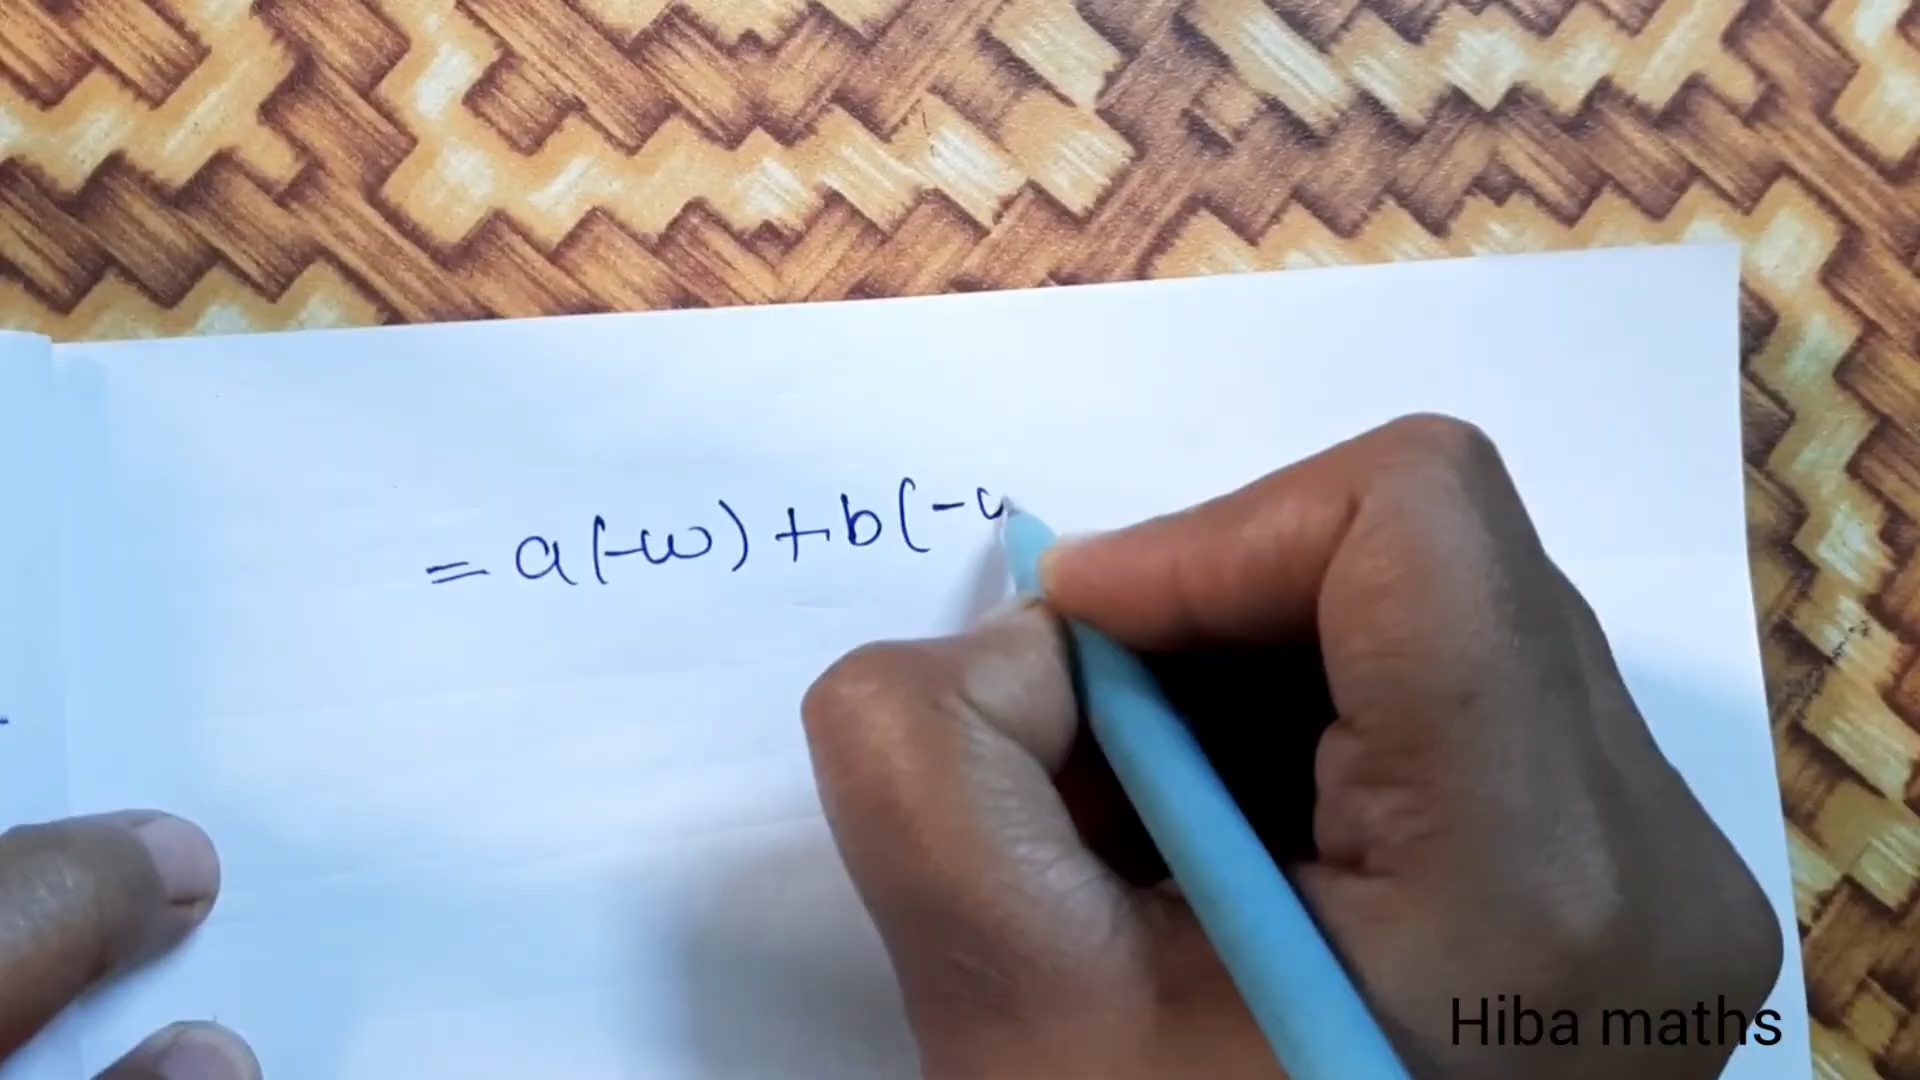 = a(-w) + b(-
Hiba maths